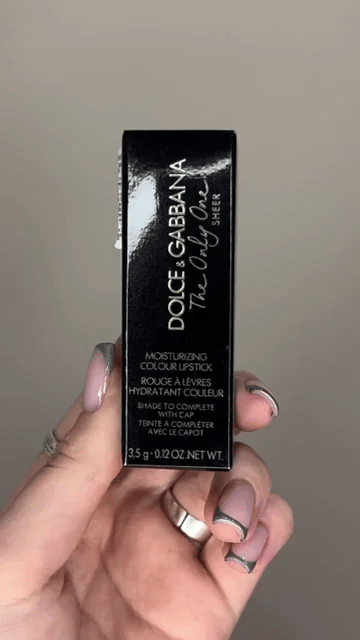 DOLCE & GABBANA
The Only One
SHEER
MOISTURIZING
COLOUR LIPSTICK
ROUGE À LÈVRES
HYDRATANT COULEUR
SHADE TO COMPLETE
WITH CAP
TEINTE À COMPLÉTER
AVEC LE CAPOT
3,5 g · 0.12 OZ.NET WT.